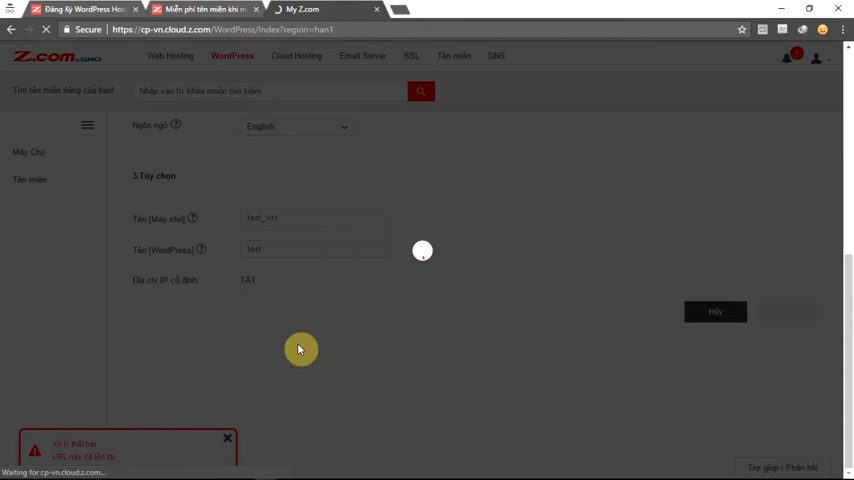 Đăng Ký WordPress Hos
Miễn phí tên miền khi m
My Z.com
Secure
https://cp-vn.cloud.z.com/WordPress/Index?region=han1
Z.com by GMO
Web Hosting
WordPress
Cloud Hosting
Email Server
SSL
Tên miền
DNS
1
Tìm tên miền riêng của bạn!
Nhập vào từ khóa muốn tìm kiếm
Ngôn ngữ ?
English
Máy Chủ
Tên miền
3.Tùy chọn
Tên [Máy chủ] ?
test_Vhi
Tên [WordPress] ?
test
Địa chỉ IP cố định
TẮT
Hủy
Xử lý thất bại
URL này đã tồn tại
Waiting for cp-vn.cloud.z.com...
Trợ giúp / Phản hồi